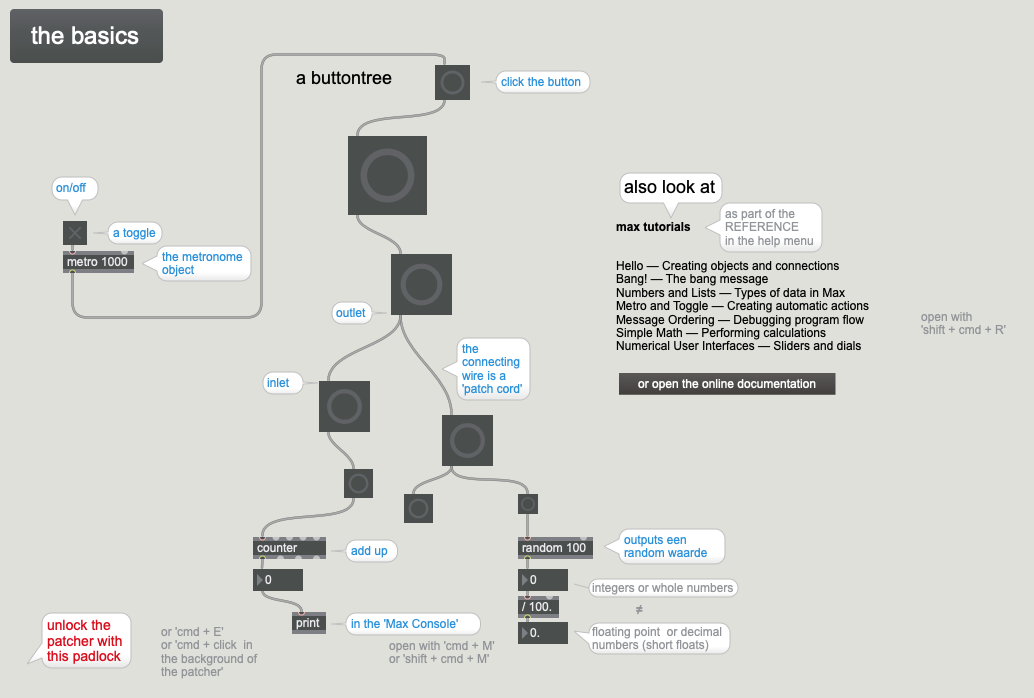 the basics
a buttontree
click the button
on/off
a toggle
metro 1000
the metronome
object
outlet
inlet
the
connecting
wire is a
'patch cord'
also look at
max tutorials
as part of the
REFERENCE
in the help menu
Hello — Creating objects and connections
Bang! — The bang message
Numbers and Lists — Types of data in Max
Metro and Toggle — Creating automatic actions
Message Ordering — Debugging program flow
Simple Math — Performing calculations
Numerical User Interfaces — Sliders and dials
open with
'shift + cmd + R'
or open the online documentation
counter
add up
0
print
in the 'Max Console'
open with 'cmd + M'
or 'shift + cmd + M'
random 100
outputs een
random waarde
0
integers or whole numbers
/ 100.
≠
0.
floating point  or decimal
numbers (short floats)
unlock the
patcher with
this padlock
or 'cmd + E'
or 'cmd + click  in
the background of
the patcher'